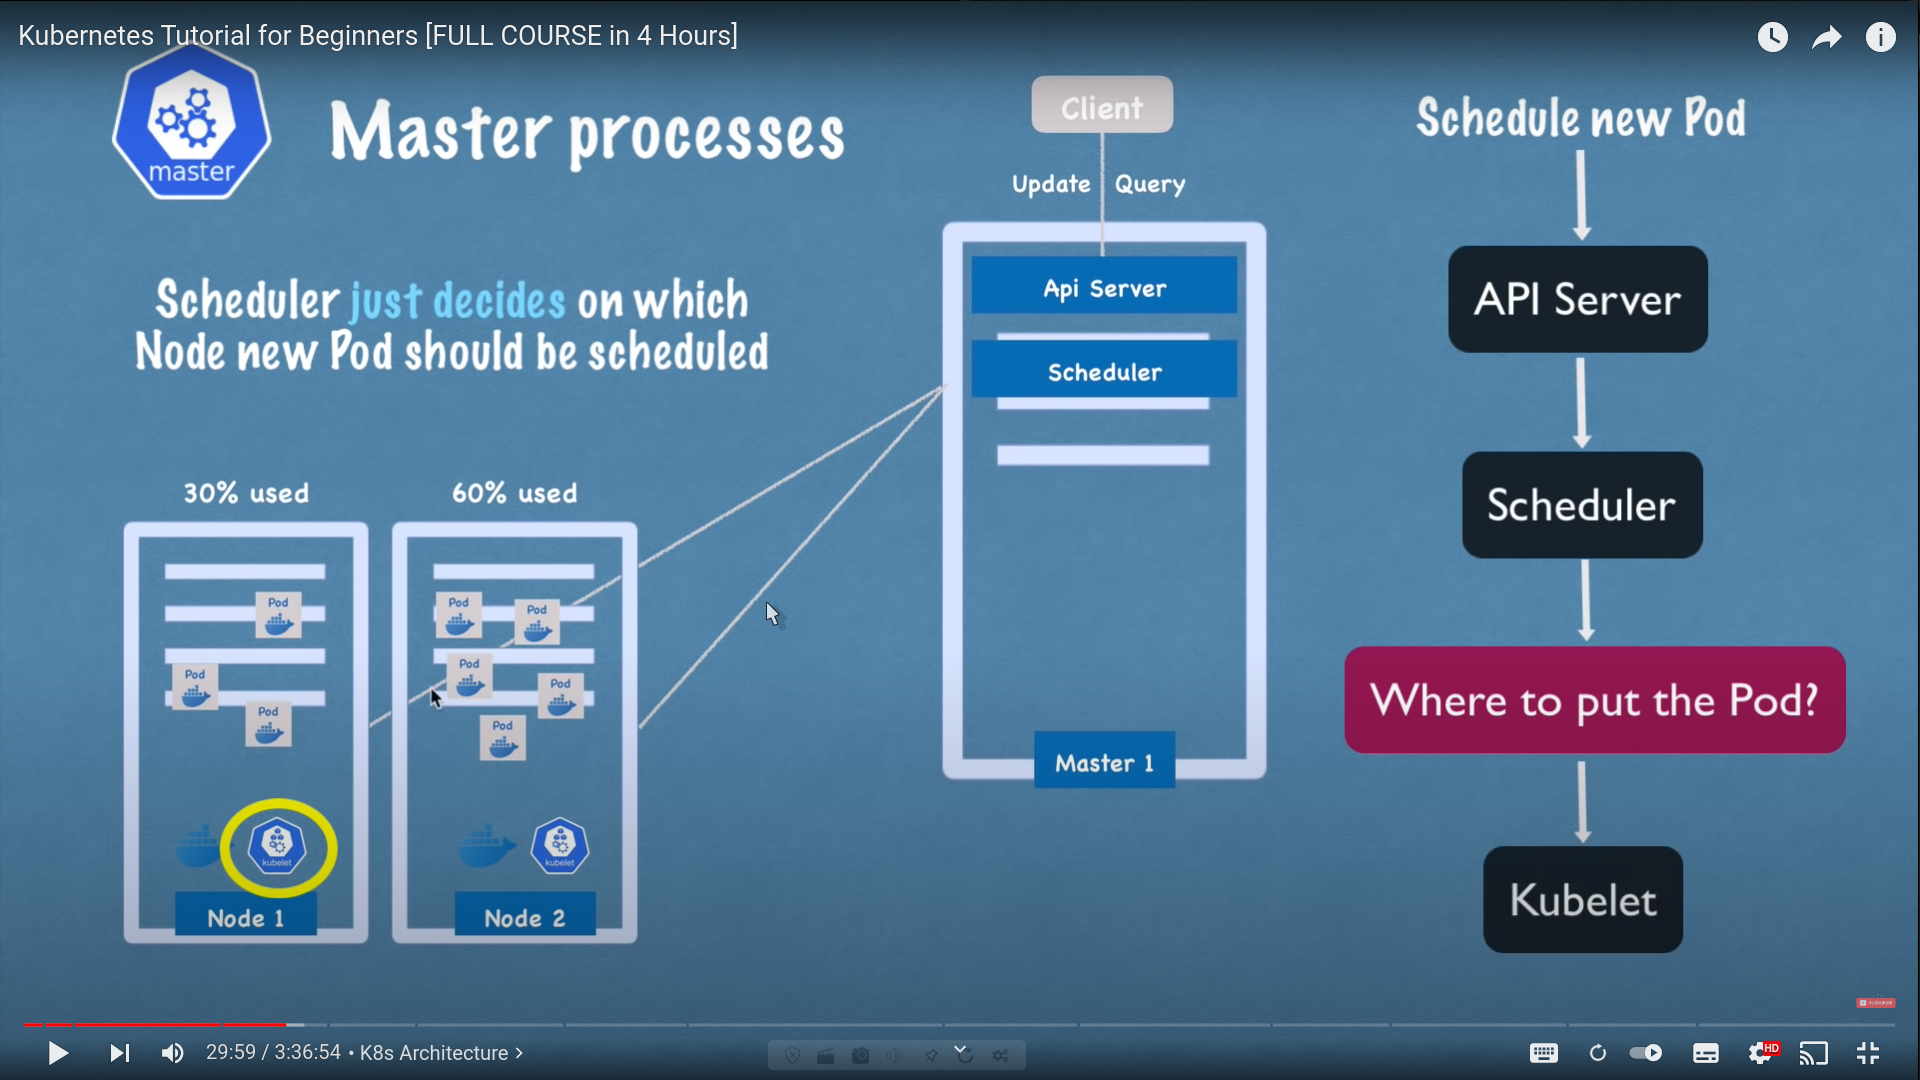 Kubernetes Tutorial for Beginners [FULL COURSE in 4 Hours]
master
Master processes
Scheduler just decides on which
Node new Pod should be scheduled
30% used
60% used
Pod
Pod
Pod
Pod
Pod
Pod
Pod
Pod
kubelet
kubelet
Node 1
Node 2
Client
Update
Query
Api Server
Scheduler
Master 1
Schedule new Pod
API Server
Scheduler
Where to put the Pod?
Kubelet
29:59 / 3:36:54 • K8s Architecture
HD